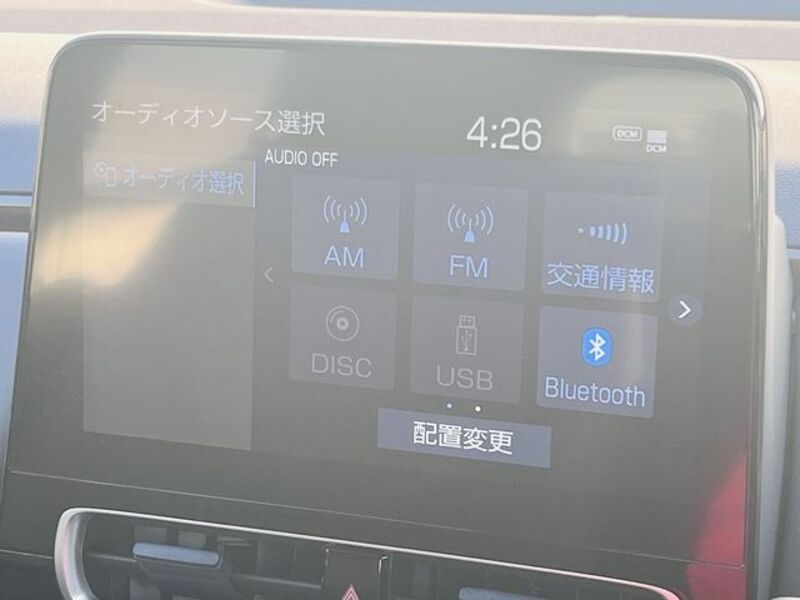 オーディオソース選択
4:26
DCM
DCM
オーディオ選択
AUDIO OFF
AM
FM
交通情報
DISC
USB
Bluetooth
配置変更